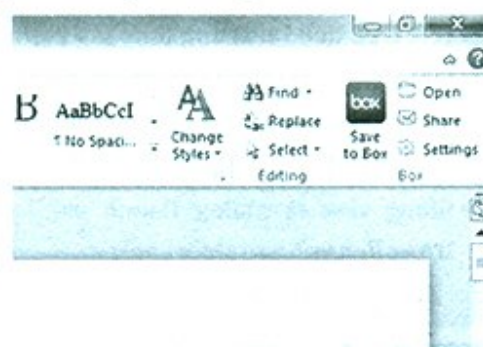 AaBbCcI
¶ No Spaci...
Change
Styles
Find
Replace
Select
Editing
box
Save
to Box
Open
Share
Settings
Box